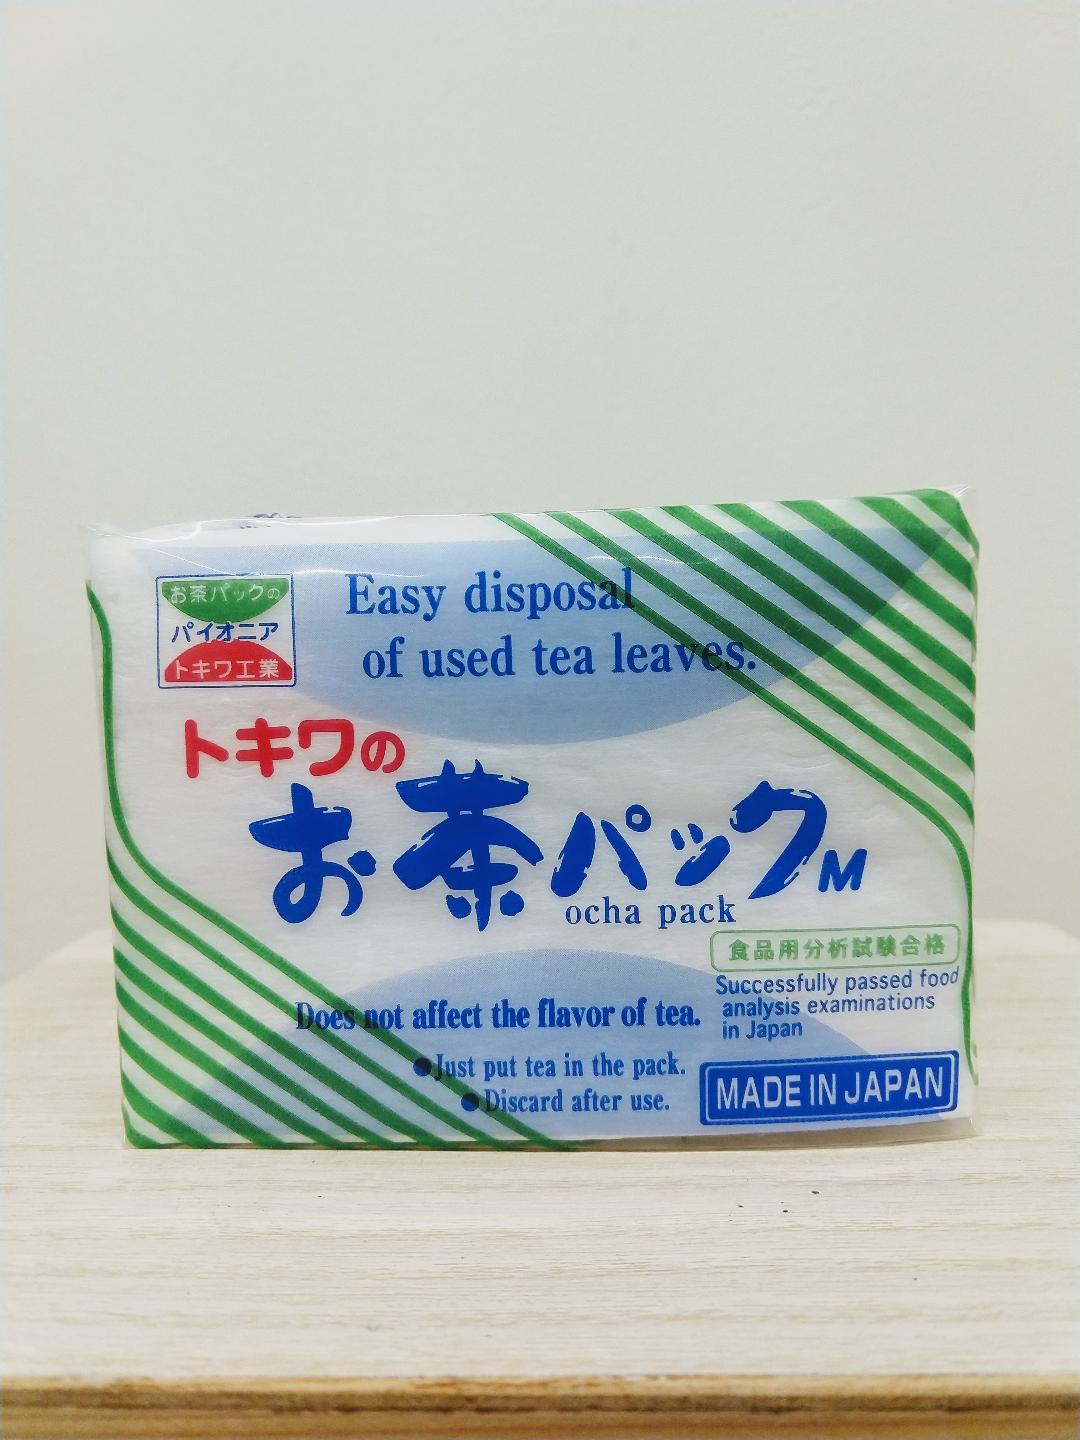 お茶パックの
パイオニア
トキワ工業
Easy disposal
of used tea leaves.
トキワの
お茶パックM
ocha pack
食品用分析試験合格
Successfully passed food
analysis examinations
in Japan
Does not affect the flavor of tea.
●Just put tea in the pack.
●Discard after use.
MADE IN JAPAN